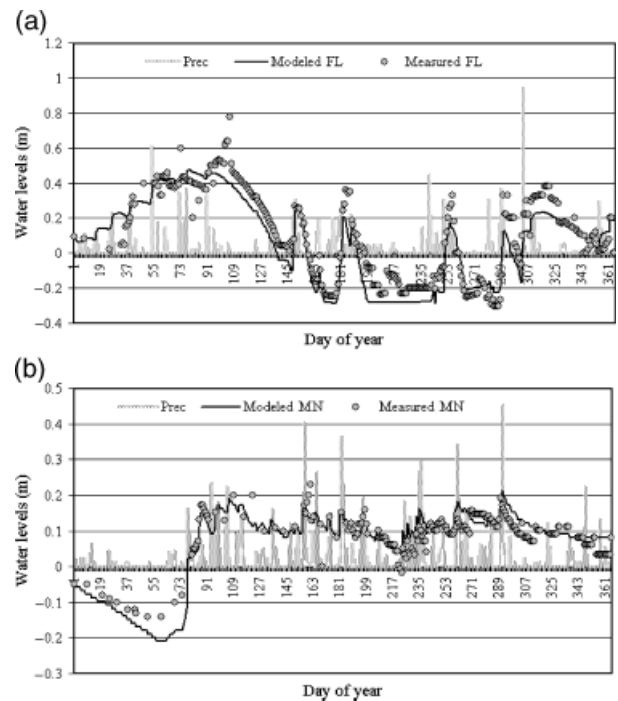 (a)
1.2
Prec Modeled FL Measured FL
1
0.8
0.6
0.4
0.2
0
−0.2
−0.4
Water levels (m)
1 19 37 55 73 91 109 127 145 163 181 217 235 253 271 289 307 325 343 361
Day of year
(b)
0.5
Prec Modeled MN Measured MN
0.4
0.3
0.2
0.1
0
−0.1
−0.2
−0.3
Water levels (m)
19 37 55 73 91 109 127 145 163 181 199 217 235 253 271 289 307 325 343 361
Day of year